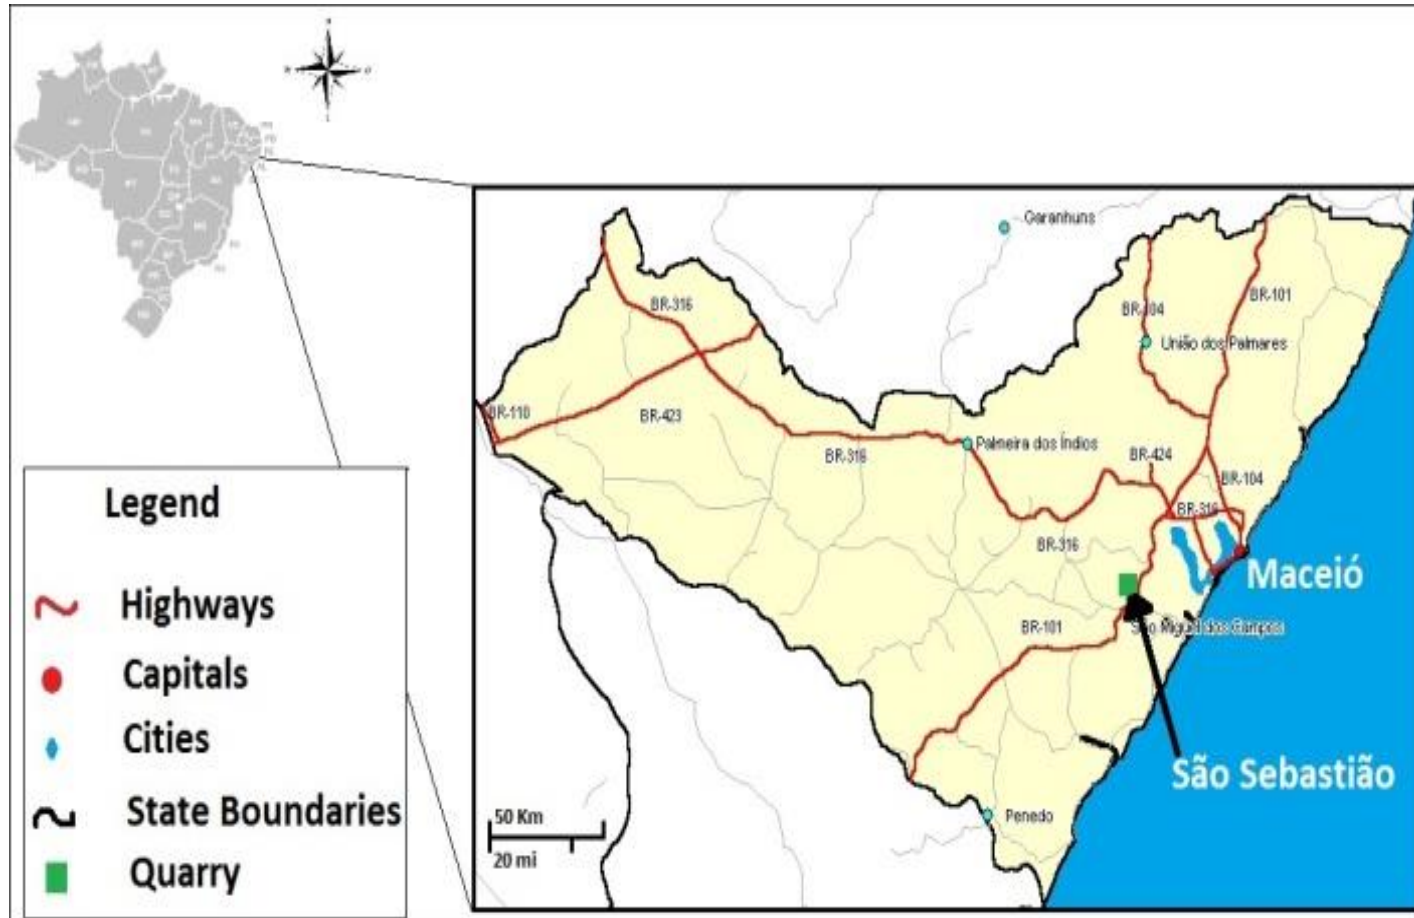 Garanhuns
BR-316
BR-104
BR-101
União dos Palmares
BR-110
BR-423
BR-316
Palmeira dos Índios
BR-424
BR-104
BR-316
BR-316
Maceió
BR-101
São Miguel dos Campos
São Sebastião
Penedo
50 Km
20 mi
Legend
Highways
Capitals
Cities
State Boundaries
Quarry